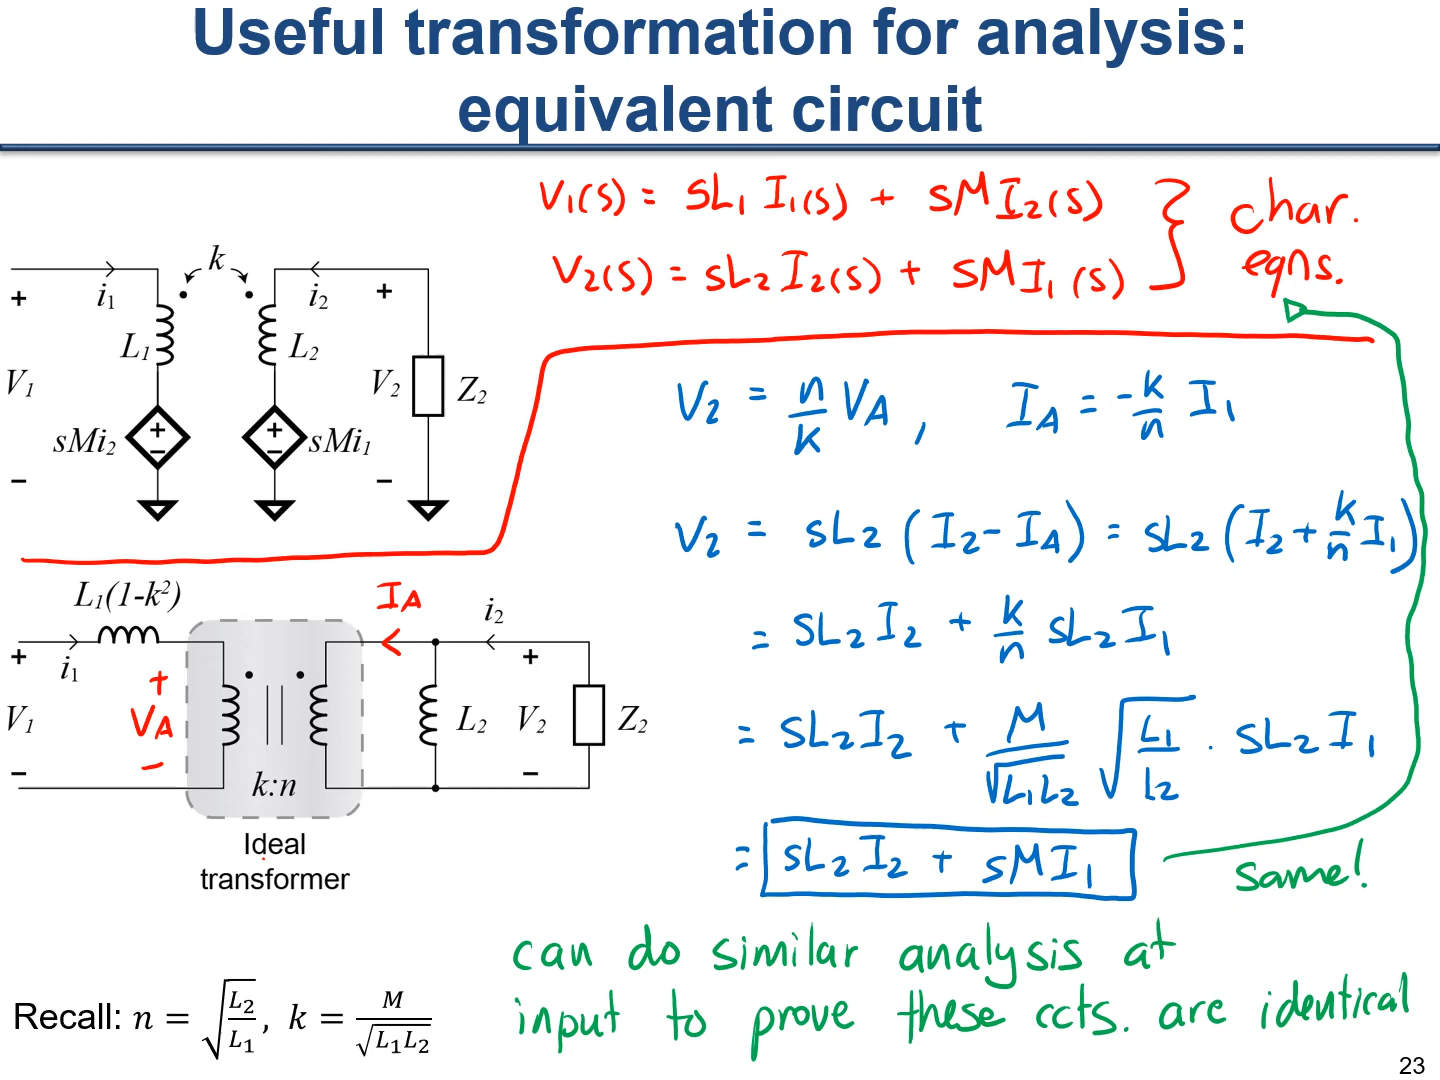 Useful transformation for analysis:
equivalent circuit
V₁(s) = sL₁ I₁(s) + sM I₂(s)
V₂(s) = sL₂ I₂(s) + sM I₁(s)
char.
eqns.
k
i₁
i₂
+
+
L₁
L₂
V₁
V₂
Z₂
sMi₂
+
−
+
−
sMi₁
−
−
V₂ = n/k V_A , I_A = -k/n I₁
V₂ = sL₂ (I₂ - I_A) = sL₂ (I₂ + k/n I₁)
= sL₂ I₂ + k/n sL₂ I₁
= sL₂ I₂ + M/√L₁L₂ √L₁/L₂ · sL₂ I₁
= sL₂ I₂ + sM I₁
same!
L₁(1-k²)
I_A
i₂
+
i₁
+
V_A
−
+
V₁
L₂
V₂
Z₂
−
−
k:n
Ideal
transformer
can do similar analysis at
input to prove these ccts. are identical
Recall: n = √L₂/L₁, k = M/√L₁L₂
23